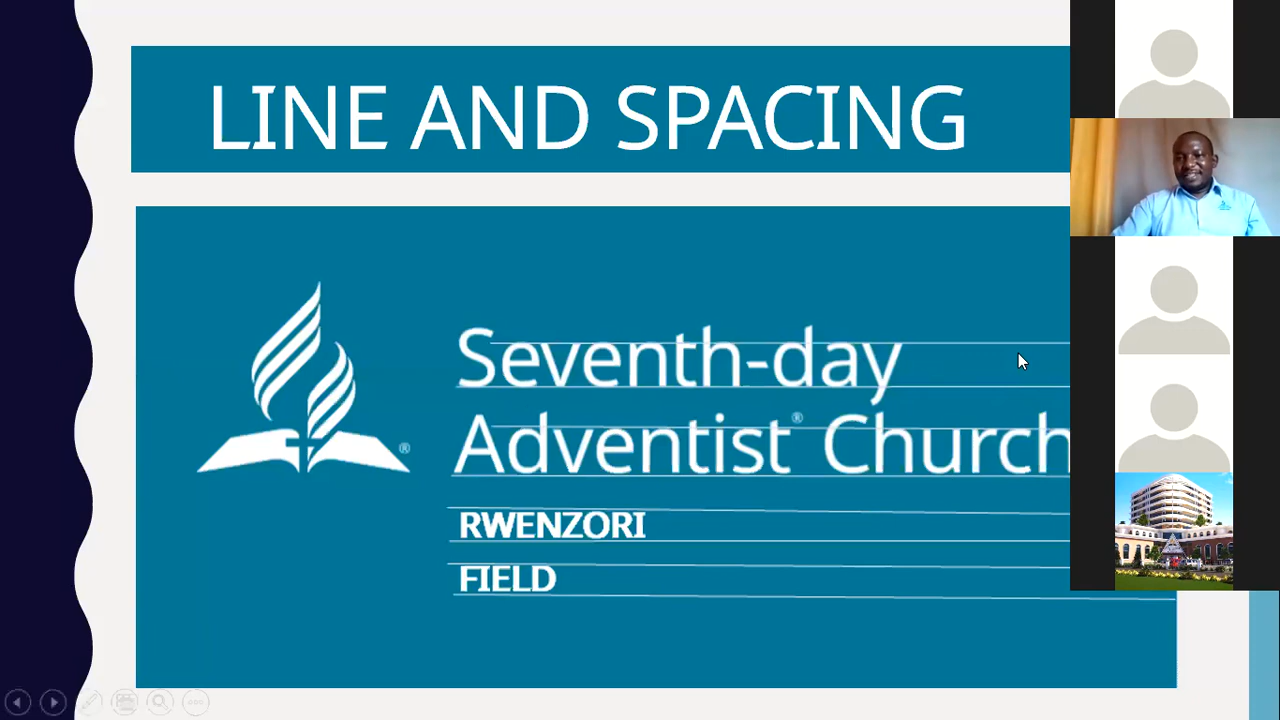 LINE AND SPACING
Seventh-day
Adventist® Church
®
RWENZORI
FIELD